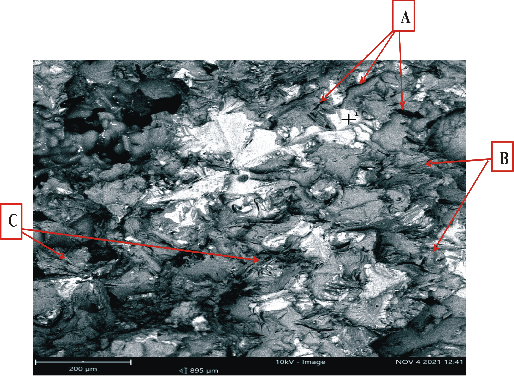 A
B
C
200 μm
895 μm
10kV - Image
NOV 4 2021 12:41